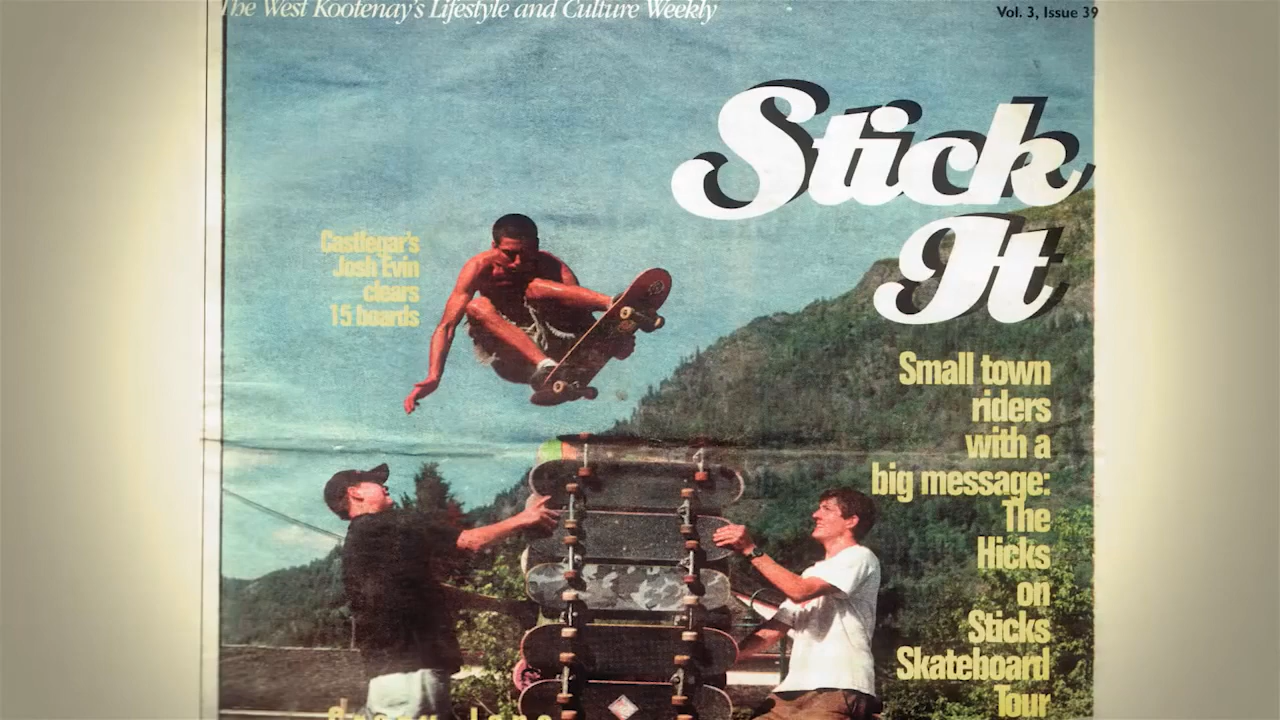 The West Kootenay's Lifestyle and Culture Weekly
Vol. 3, Issue 39
Stick
It
Castlegar's
Josh Evin
clears
15 boards
Small town
riders
with a
big message:
The
Hicks
on
Sticks
Skateboard
Tour